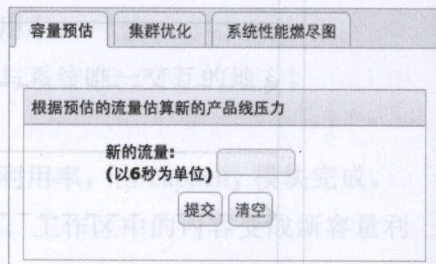 容量预估 集群优化 系统性能燃尽图
根据预估的流量估算新的产品线压力
新的流量:
(以6秒为单位)
提交 清空